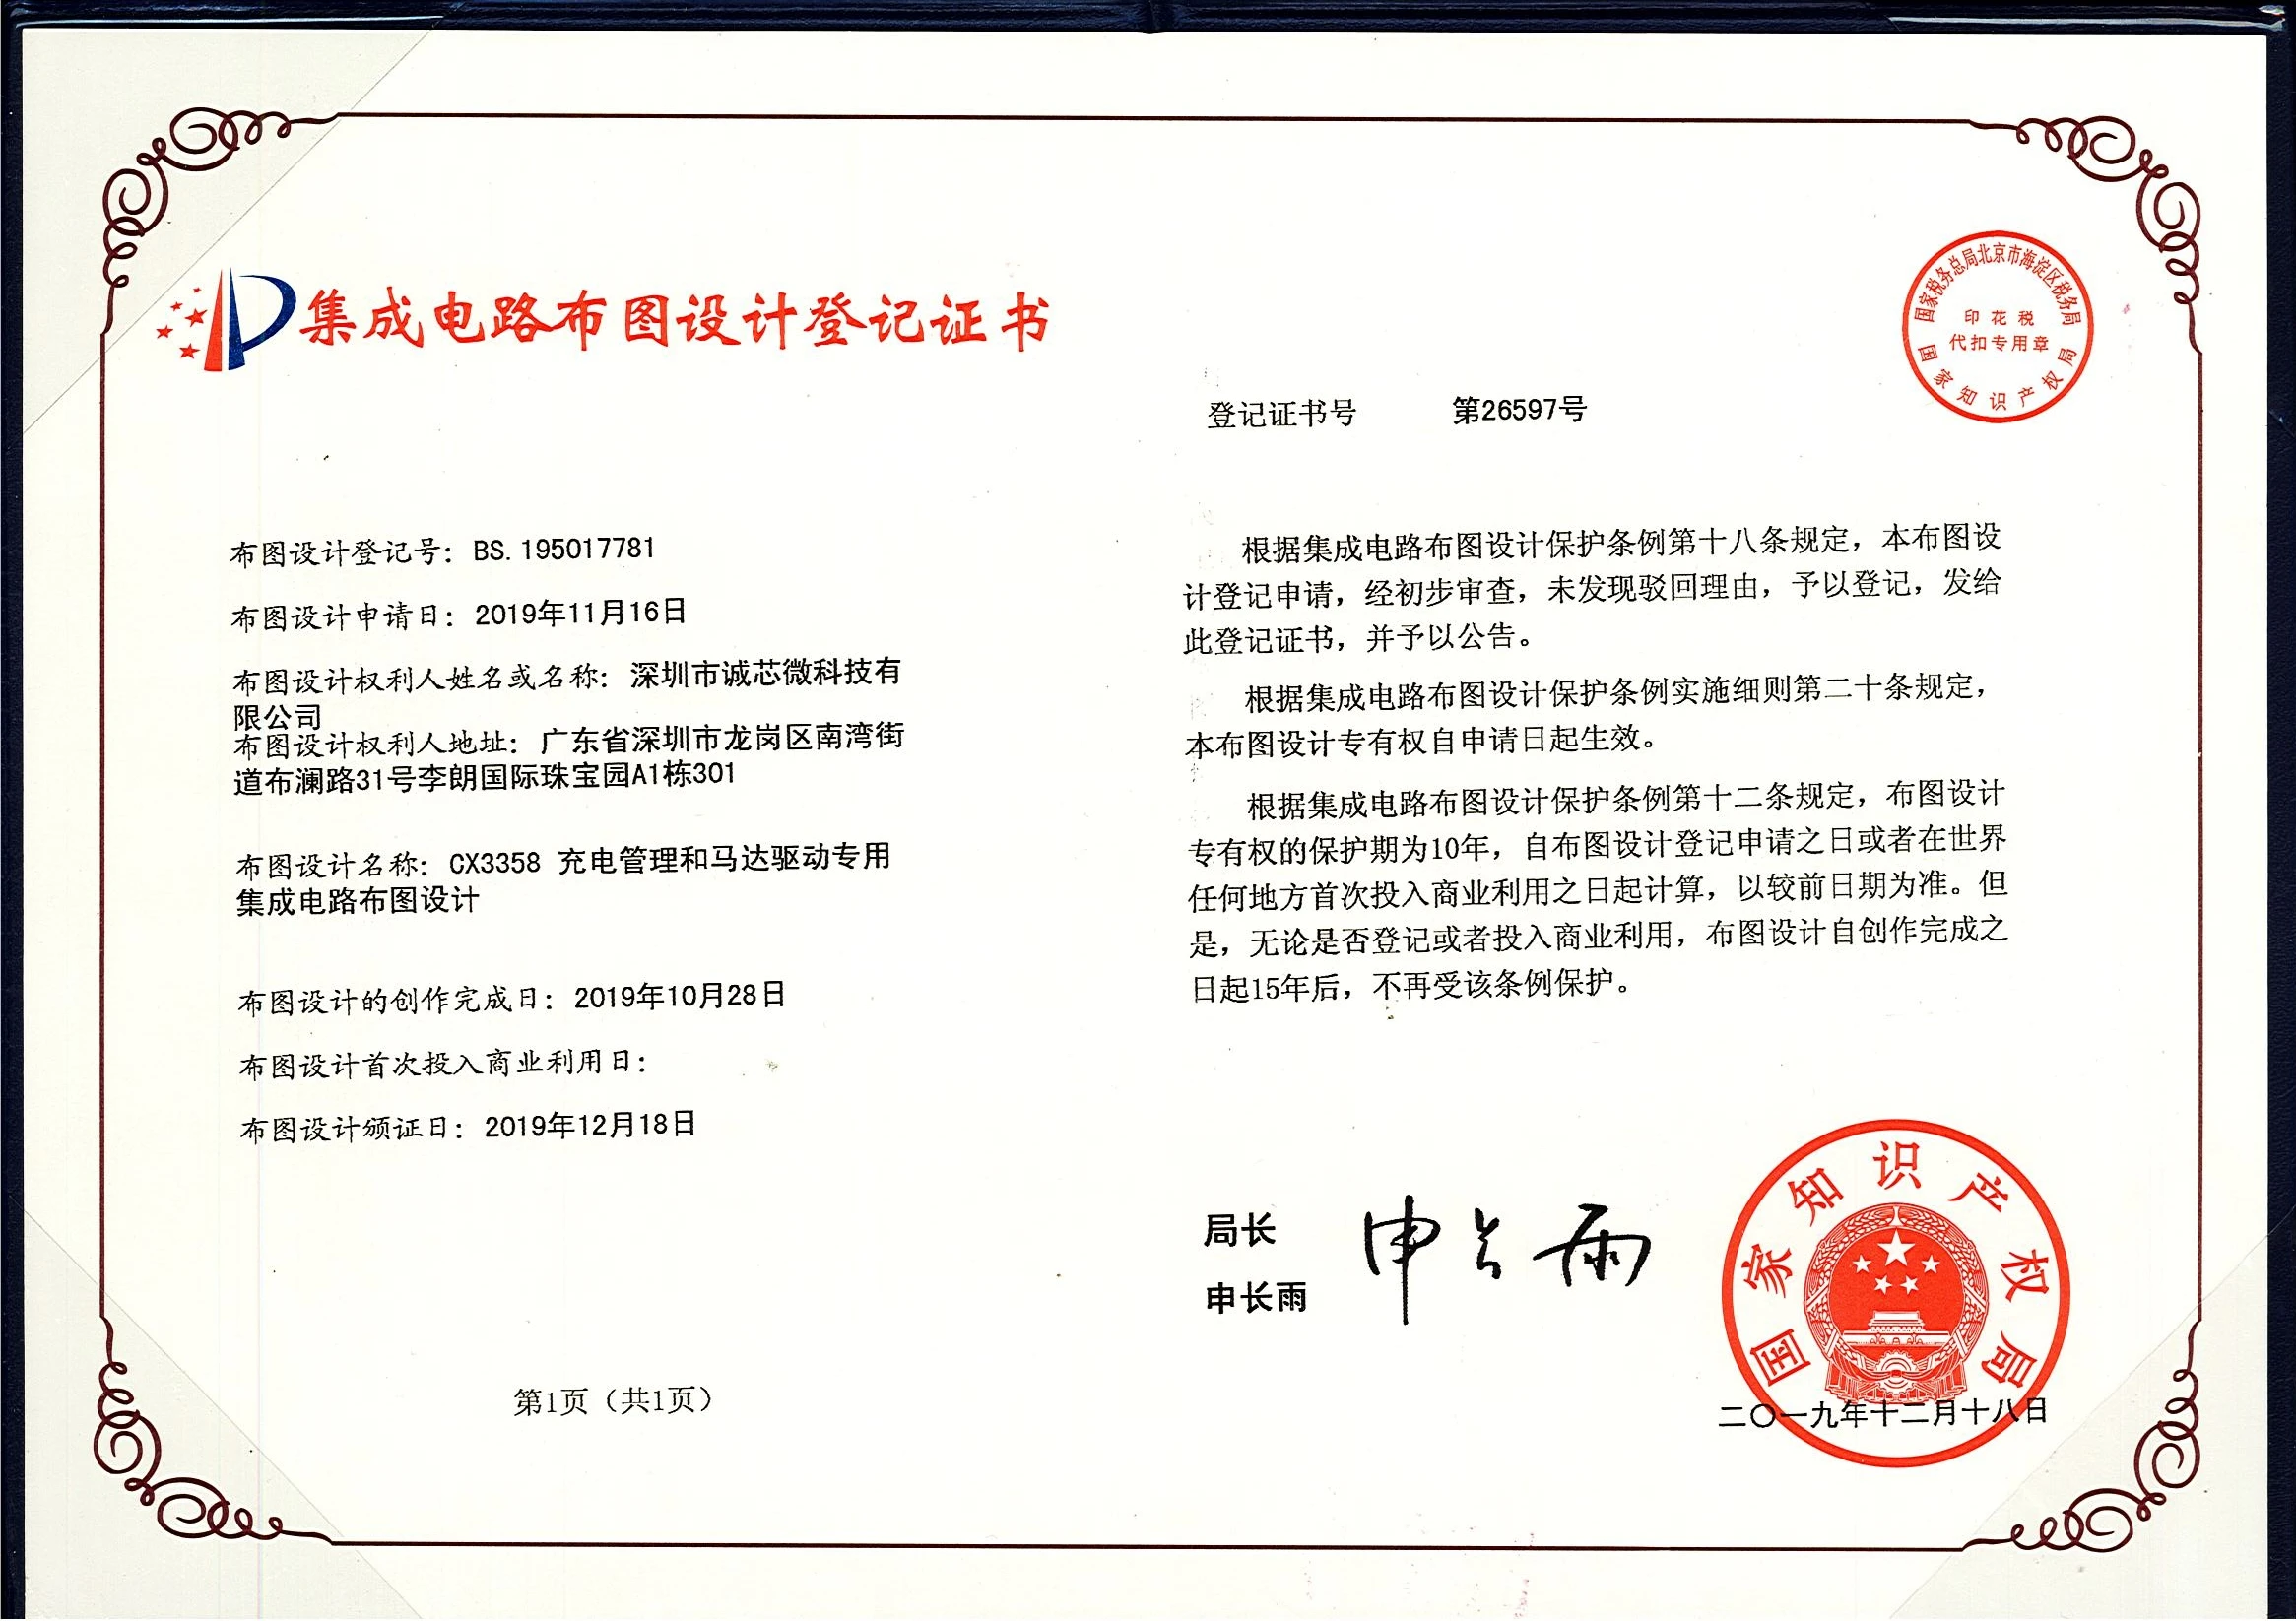 集成电路布图设计登记证书
布图设计登记号：BS.195017781
布图设计申请日：2019年11月16日
布图设计权利人姓名或名称：深圳市诚芯微科技有
限公司
布图设计权利人地址：广东省深圳市龙岗区南湾街
道布澜路31号李朗国际珠宝园A1栋301
布图设计名称：CX3358 充电管理和马达驱动专用
集成电路布图设计
布图设计的创作完成日：2019年10月28日
布图设计首次投入商业利用日：
布图设计颁证日：2019年12月18日
第1页（共1页）
国家税务总局北京市海淀区税务局
印花税
代扣专用章
国家知识产权局
登记证书号 第26597号
根据集成电路布图设计保护条例第十八条规定，本布图设
计登记申请，经初步审查，未发现驳回理由，予以登记，发给
此登记证书，并予以公告。
根据集成电路布图设计保护条例实施细则第二十条规定，
本布图设计专有权自申请日起生效。
根据集成电路布图设计保护条例第十二条规定，布图设计
专有权的保护期为10年，自布图设计登记申请之日或者在世界
任何地方首次投入商业利用之日起计算，以较前日期为准。但
是，无论是否登记或者投入商业利用，布图设计自创作完成之
日起15年后，不再受该条例保护。
局长
申长雨
申长雨
国家知识产权局
二〇一九年十二月十八日